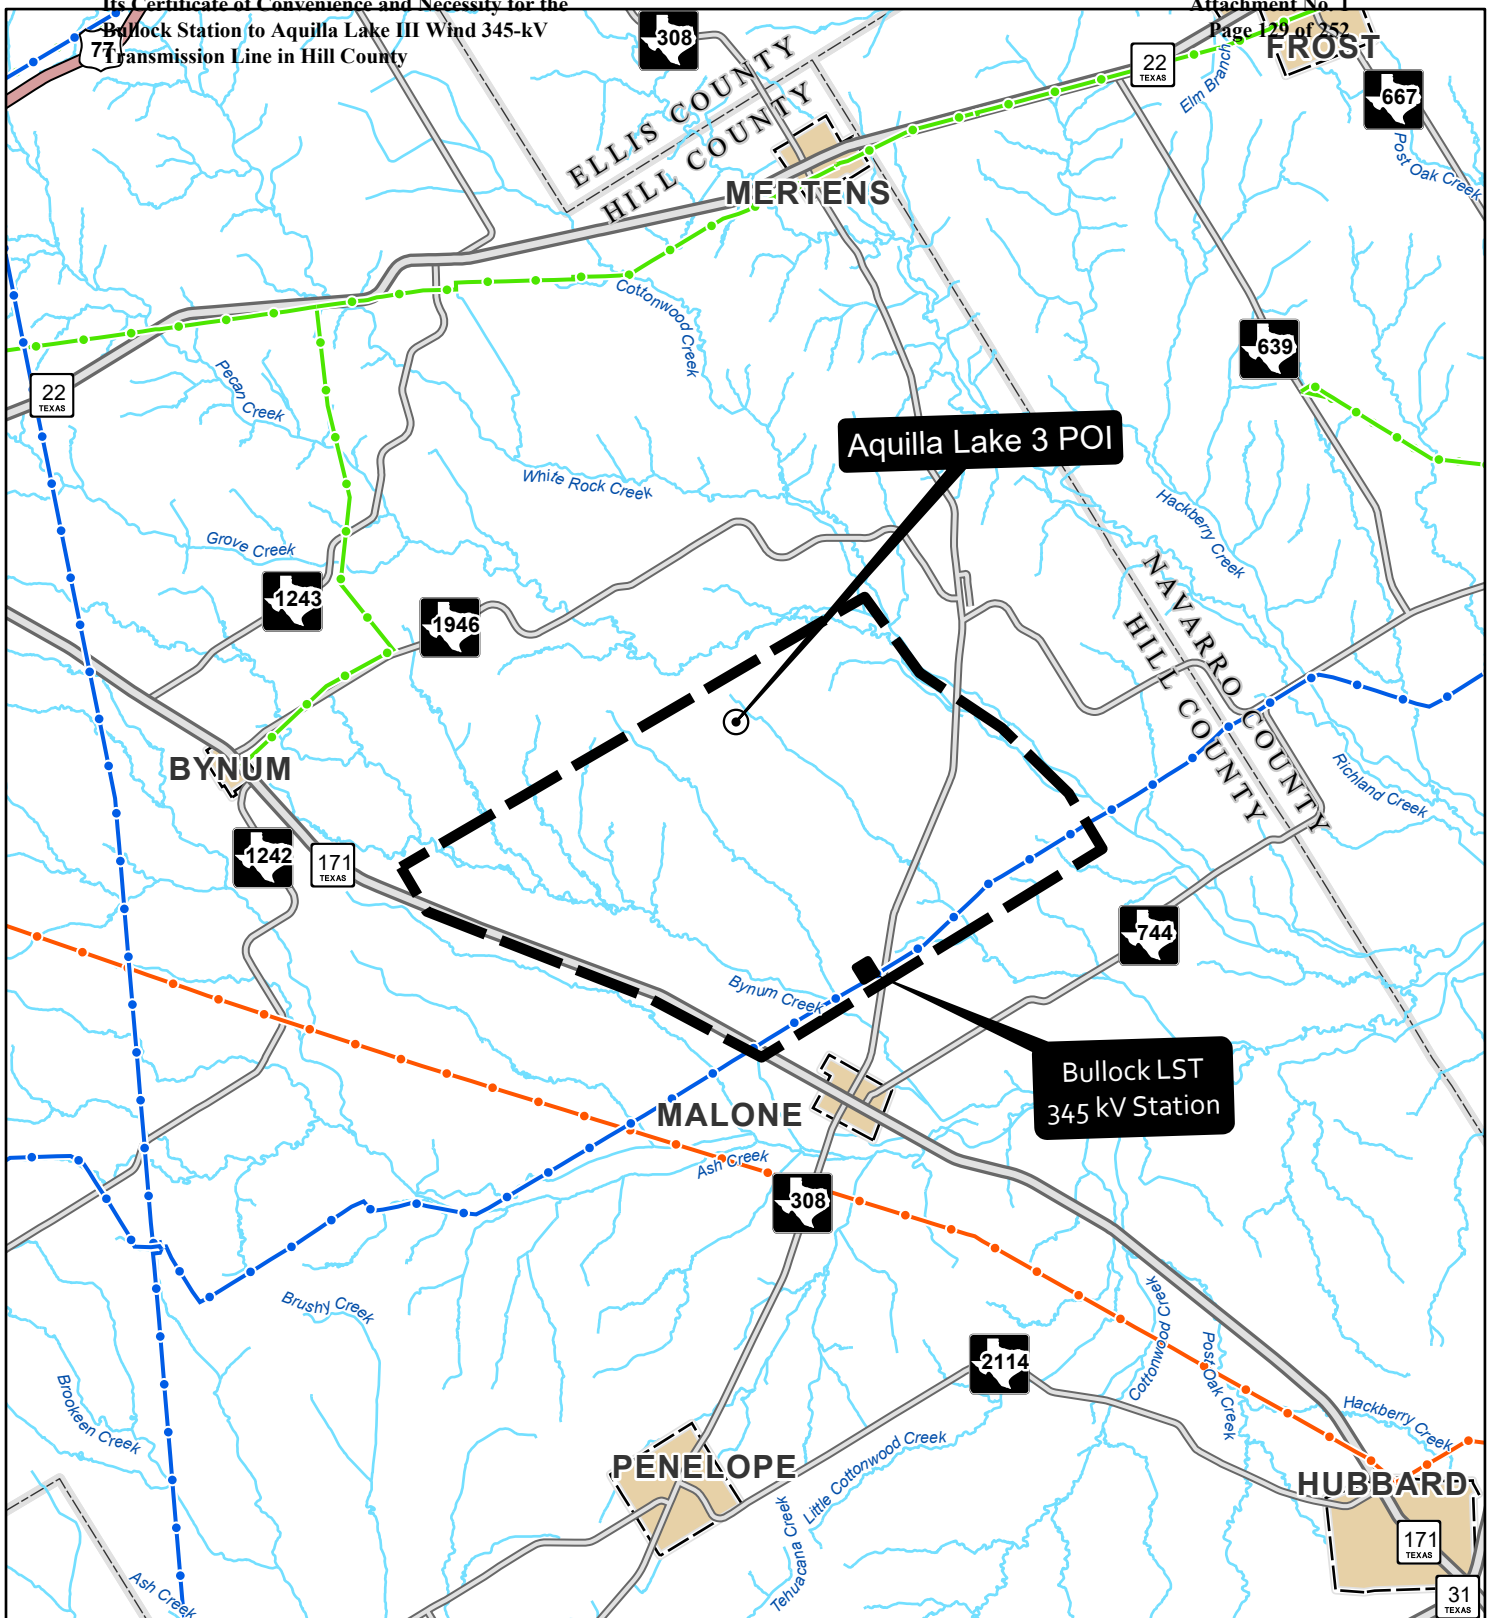 Its Certificate of Convenience and Necessity for the
Bullock Station to Aquilla Lake III Wind 345-kV
Transmission Line in Hill County
Attachment No. 1
Page 129 of 252
77
308
22
TEXAS
FROST
Elm Branch
667
Post Oak Creek
ELLIS COUNTY
HILL COUNTY
MERTENS
Cottonwood Creek
639
Pecan Creek
22
TEXAS
Aquilla Lake 3 POI
White Rock Creek
Hackberry Creek
Grove Creek
1243
1946
NAVARRO COUNTY
HILL COUNTY
BYNUM
Richland Creek
1242
171
TEXAS
744
Bynum Creek
Bullock LST
345 kV Station
MALONE
Ash Creek
308
Brushy Creek
Cottonwood Creek
Post Oak Creek
2114
Brookeen Creek
Hackberry Creek
Little Cottonwood Creek
PENELOPE
HUBBARD
Tehuacana Creek
171
TEXAS
Ash Creek
31
TEXAS